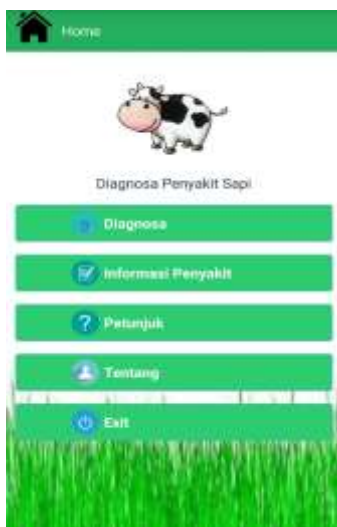 Home
Diagnosa Penyakit Sapi
Diagnosa
Informasi Penyakit
Petunjuk
Tentang
Exit